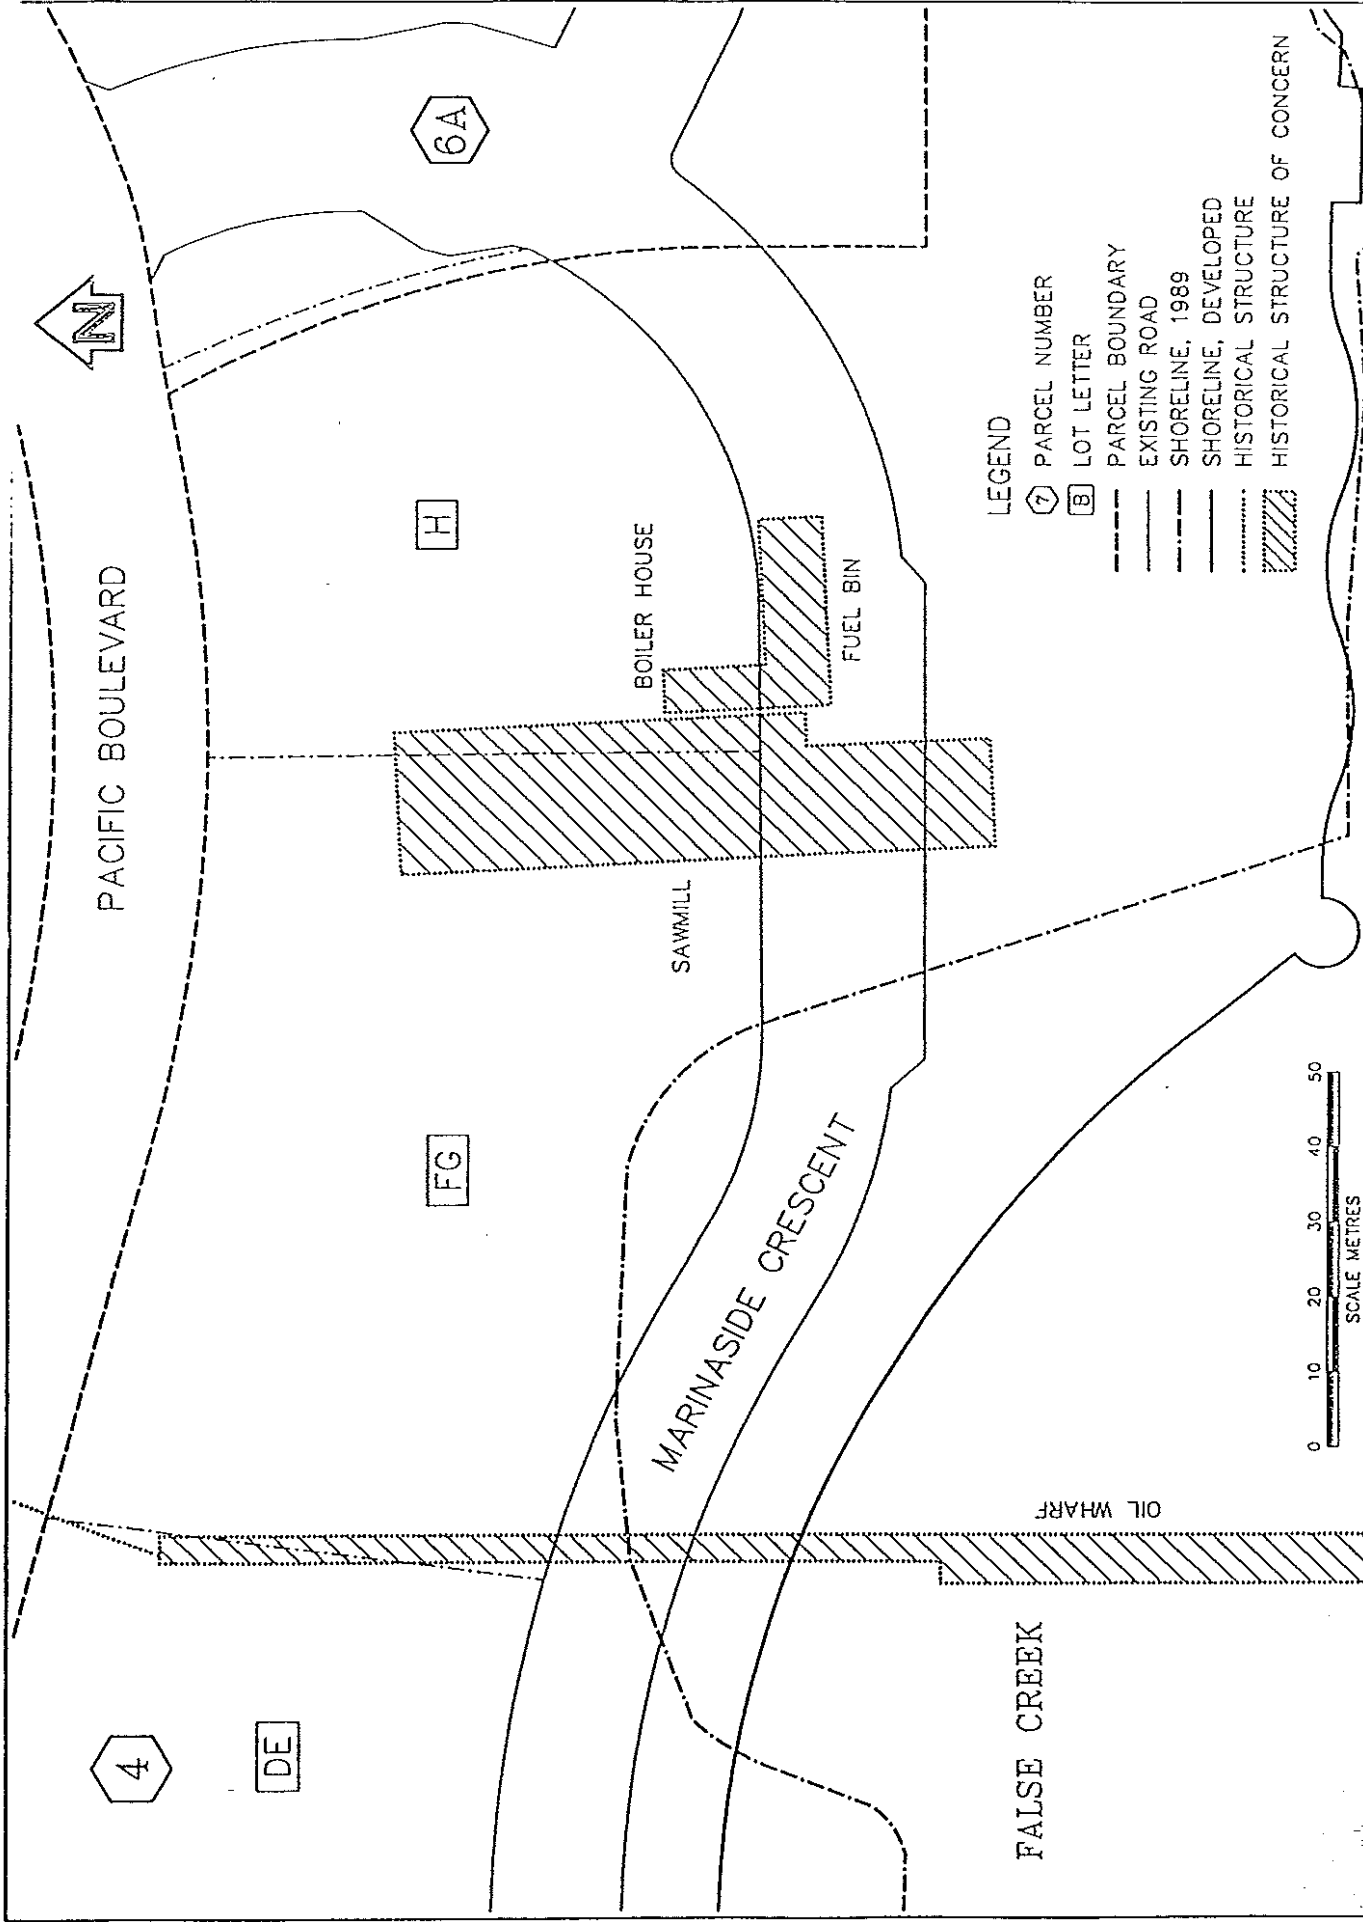 PACIFIC BOULEVARD
N
4
DE
FG
H
6A
BOILER HOUSE
FUEL BIN
SAWMILL
MARINASIDE CRESCENT
OIL WHARF
FALSE CREEK
0 10 20 30 40 50
SCALE METRES
LEGEND
7 PARCEL NUMBER
B LOT LETTER
PARCEL BOUNDARY
EXISTING ROAD
SHORELINE, 1989
SHORELINE, DEVELOPED
HISTORICAL STRUCTURE
HISTORICAL STRUCTURE OF CONCERN